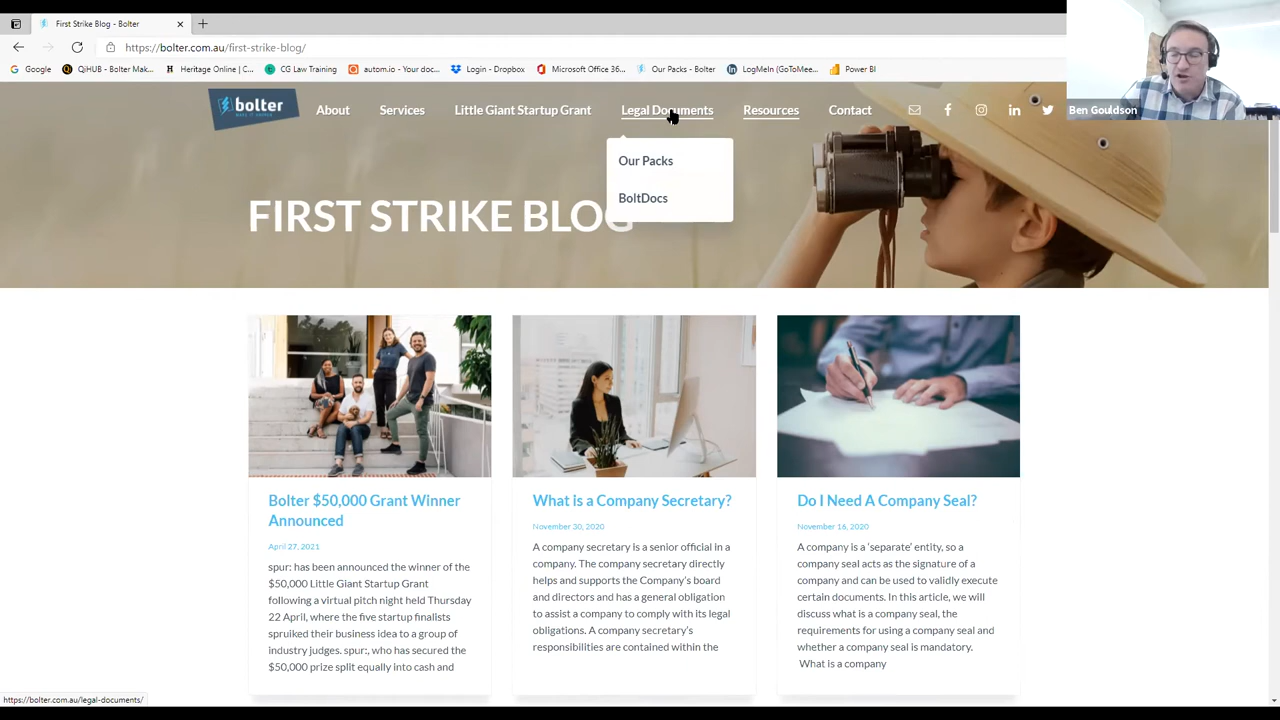 First Strike Blog - Bolter
https://bolter.com.au/first-strike-blog/
Google
QiHUB - Bolter Mak...
Heritage Online | C...
CG Law Training
autom.io - Your doc...
Login - Dropbox
Microsoft Office 36...
Our Packs - Bolter
LogMeIn (GoToMee...
Power BI
Ben Gouldson
bolter
About
Services
Little Giant Startup Grant
Legal Documents
Resources
Contact
Our Packs
BoltDocs
FIRST STRIKE BLOG
Bolter $50,000 Grant Winner
Announced
April 27, 2021
spur: has been announced the winner of the
$50,000 Little Giant Startup Grant
following a virtual pitch night held Thursday
22 April, where the five startup finalists
spruiked their business idea to a group of
industry judges. spur:, who has secured the
$50,000 prize split equally into cash and
What is a Company Secretary?
November 30, 2020
A company secretary is a senior official in a
company. The company secretary directly
helps and supports the Company's board
and directors and has a general obligation
to assist a company to comply with its legal
obligations. A company secretary's
responsibilities are contained within the
Do I Need A Company Seal?
November 16, 2020
A company is a 'separate' entity, so a
company seal acts as the signature of a
company and can be used to validly execute
certain documents. In this article, we will
discuss what is a company seal, the
requirements for using a company seal and
whether a company seal is mandatory.
What is a company
https://bolter.com.au/legal-documents/